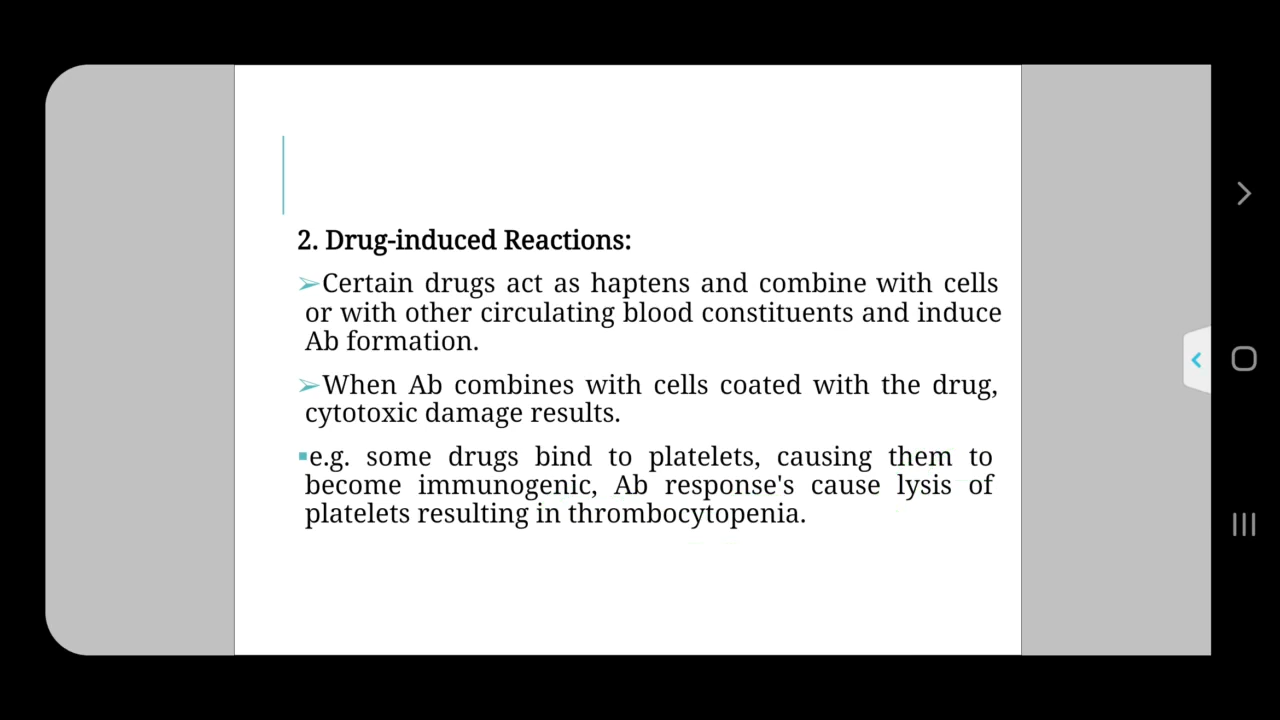 2. Drug-induced Reactions:
➢Certain drugs act as haptens and combine with cells
or with other circulating blood constituents and induce
Ab formation.
➢When Ab combines with cells coated with the drug,
cytotoxic damage results.
▪e.g. some drugs bind to platelets, causing them to
become immunogenic, Ab response's cause lysis of
platelets resulting in thrombocytopenia.